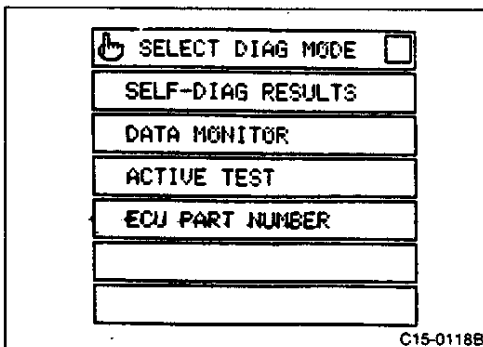 SELECT DIAG MODE
SELF-DIAG RESULTS
DATA MONITOR
ACTIVE TEST
ECU PART NUMBER
C15-0118B